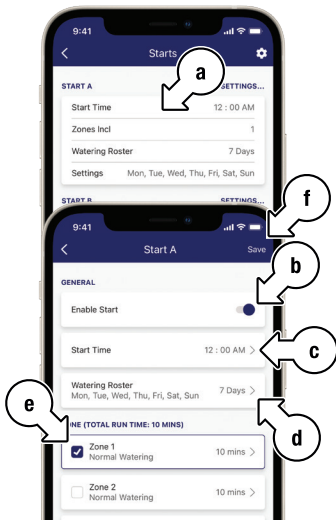 9:41
Starts
a
START A SETTINGS...
Start Time 12 : 00 AM
Zones Incl 1
Watering Roster 7 Days
Settings Mon, Tue, Wed, Thu, Fri, Sat, Sun
START B SETTINGS...
f
9:41
Start A Save
b
GENERAL
Enable Start
Start Time 12 : 00 AM
c
Watering Roster
Mon, Tue, Wed, Thu, Fri, Sat, Sun 7 Days
d
e
NE (TOTAL RUN TIME: 10 MINS)
Zone 1
Normal Watering 10 mins
Zone 2
Normal Watering 10 mins